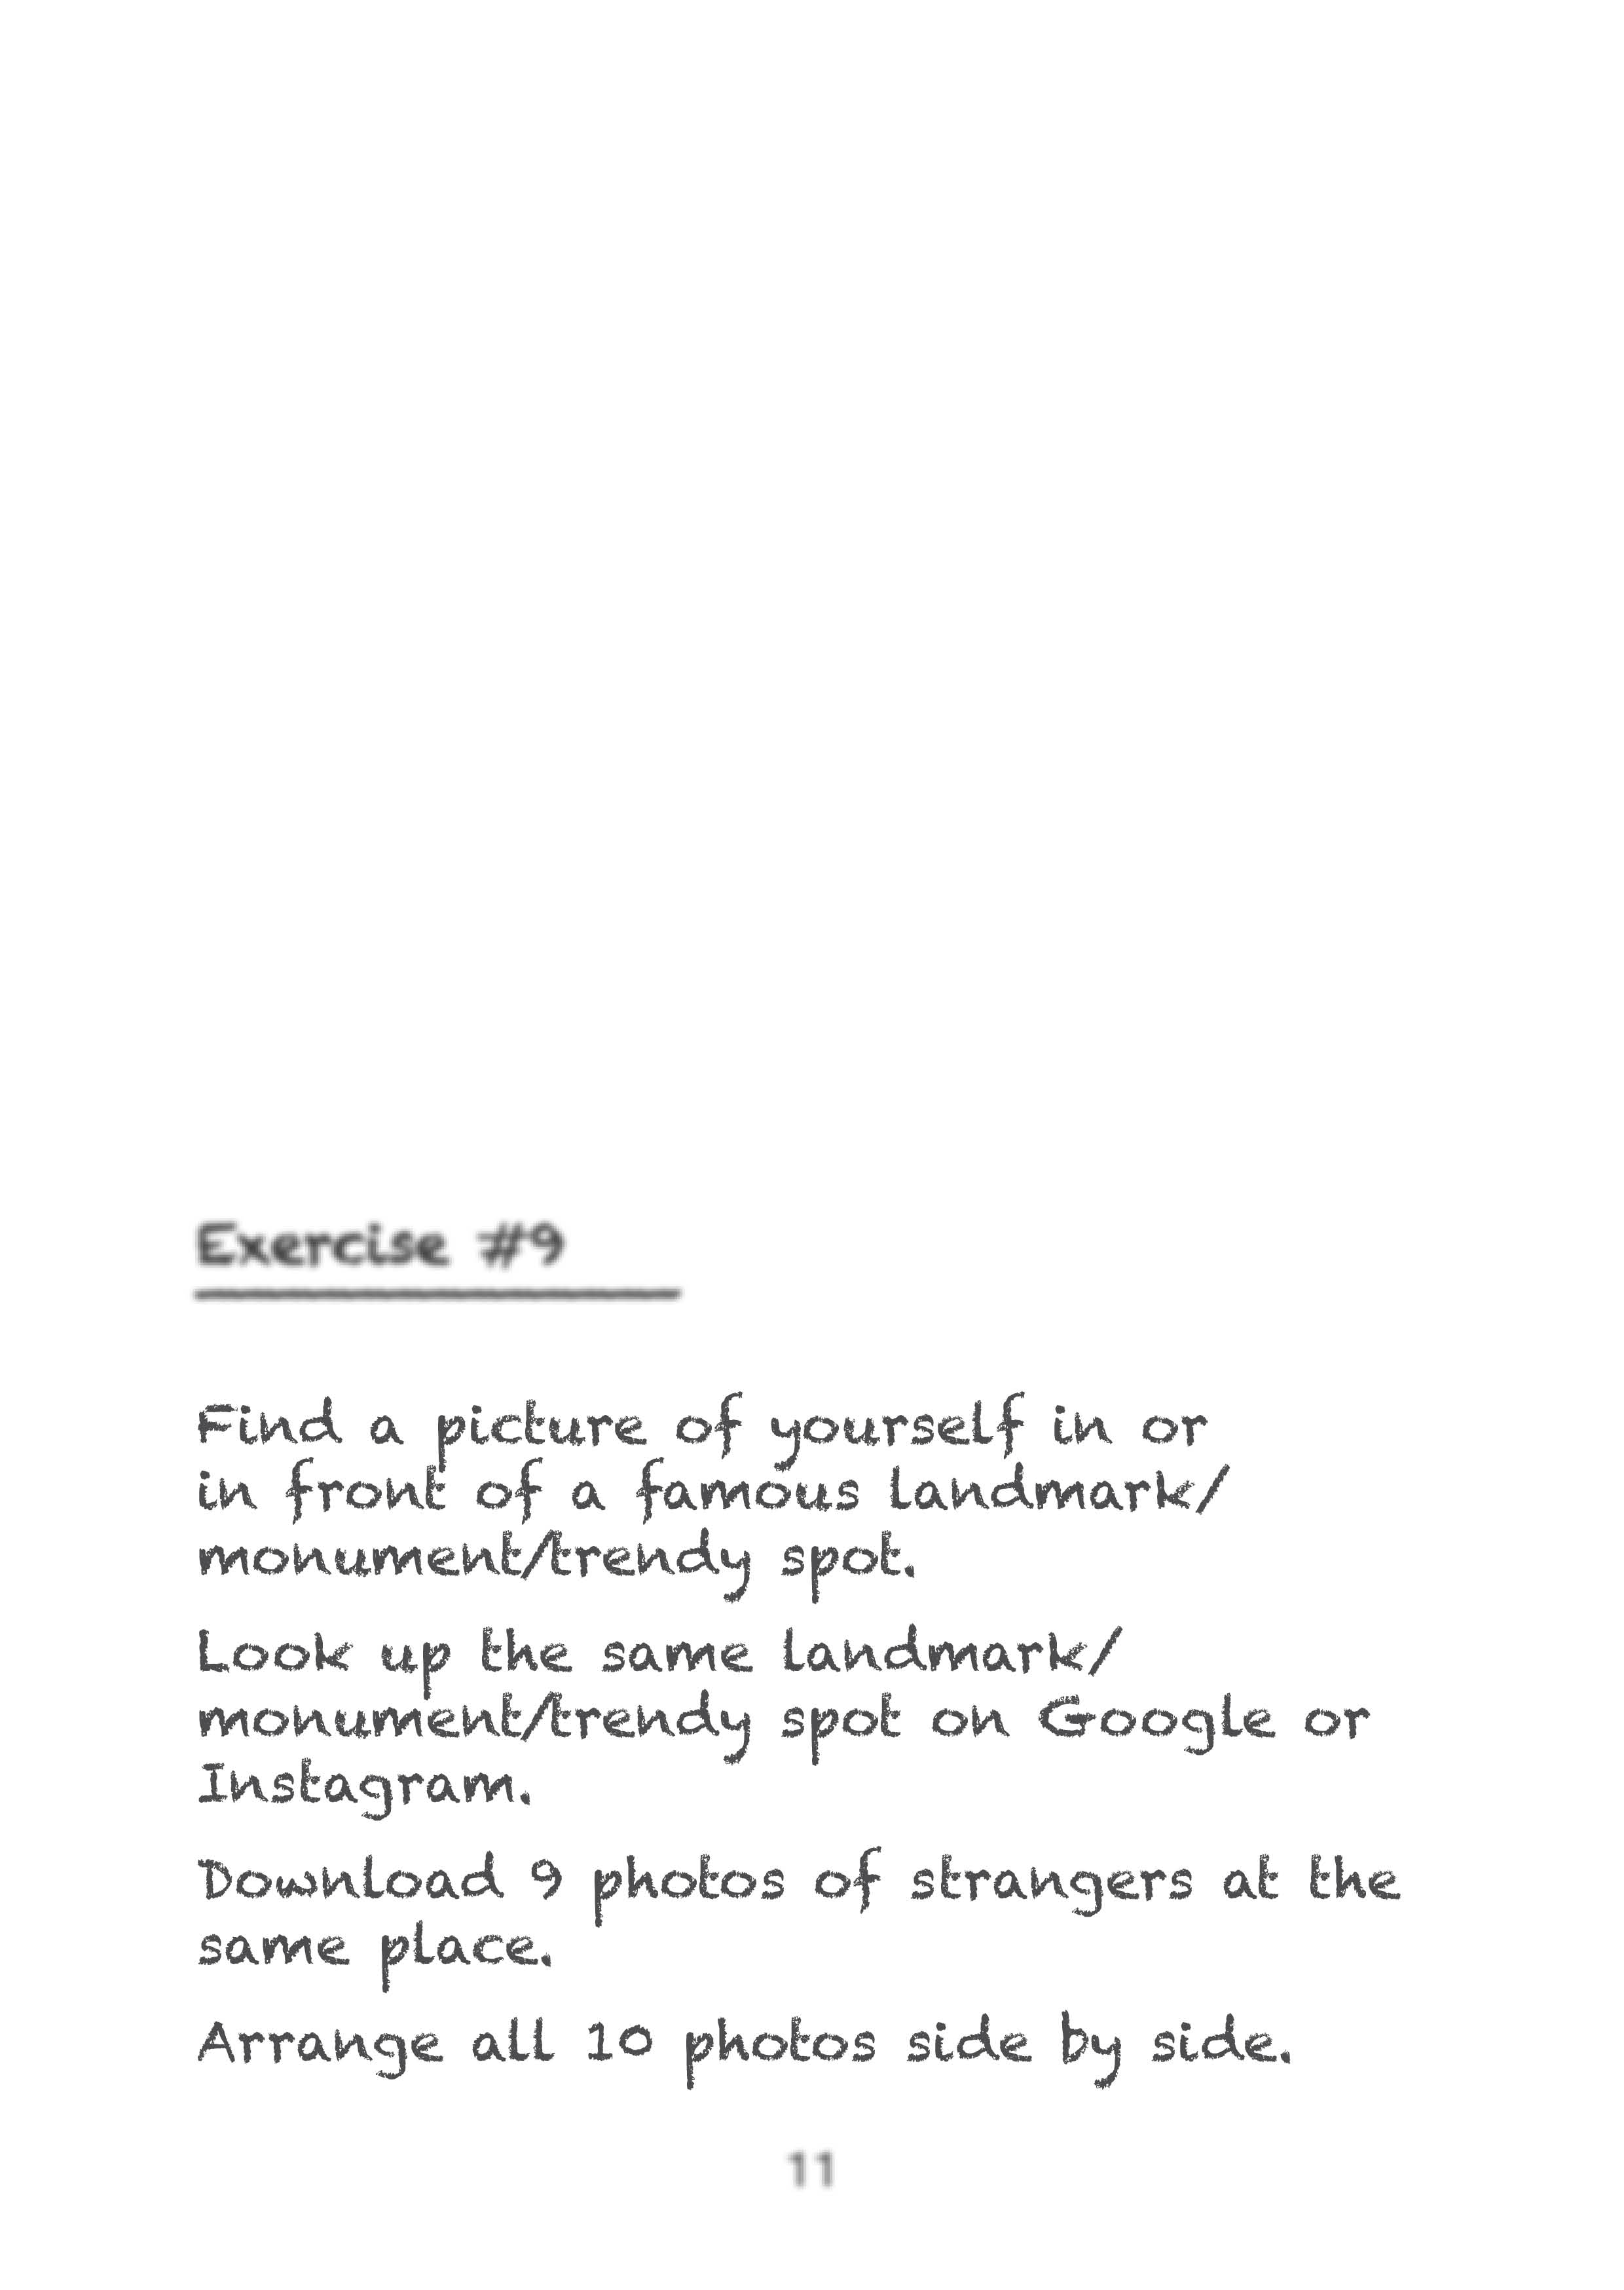 Exercise #9
Find a picture of yourself in or
in front of a famous landmark/
monument/trendy spot.
Look up the same landmark/
monument/trendy spot on Google or
Instagram.
Download 9 photos of strangers at the
same place.
Arrange all 10 photos side by side.
11